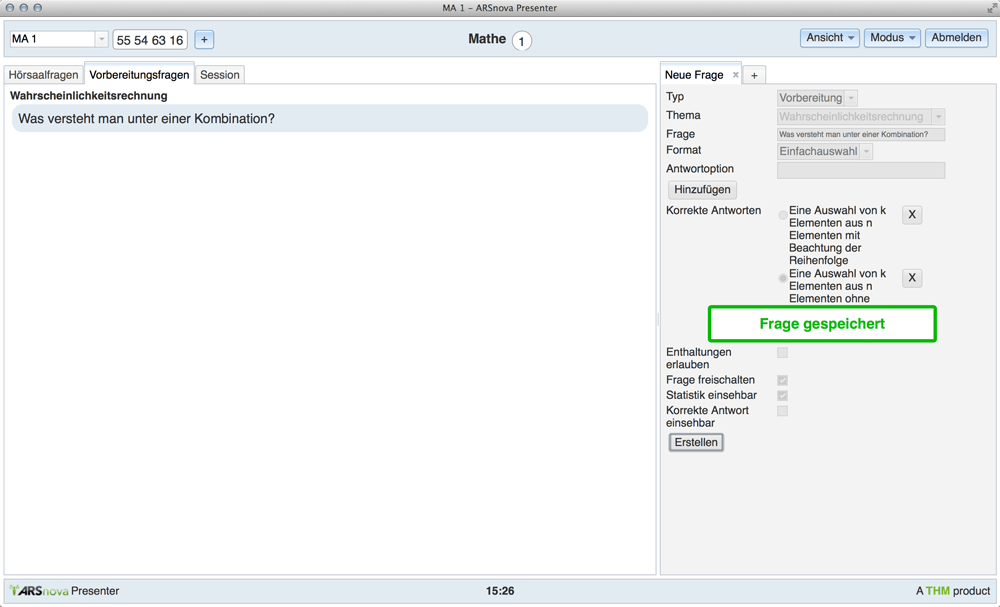 MA 1 – ARSnova Presenter
MA 1
55 54 63 16
+
Mathe 1
Ansicht
Modus
Abmelden
Hörsaalfragen
Vorbereitungsfragen
Session
Wahrscheinlichkeitsrechnung
Was versteht man unter einer Kombination?
Neue Frage ×
+
Typ
Vorbereitung
Thema
Wahrscheinlichkeitsrechnung
Frage
Was versteht man unter einer Kombination?
Format
Einfachauswahl
Antwortoption
Hinzufügen
Korrekte Antworten
Eine Auswahl von k
Elementen aus n
Elementen mit
Beachtung der
Reihenfolge
X
Eine Auswahl von k
Elementen aus n
Elementen ohne
X
Frage gespeichert
Enthaltungen
erlauben
Frage freischalten
Statistik einsehbar
Korrekte Antwort
einsehbar
Erstellen
ARSnova Presenter
15:26
A THM product